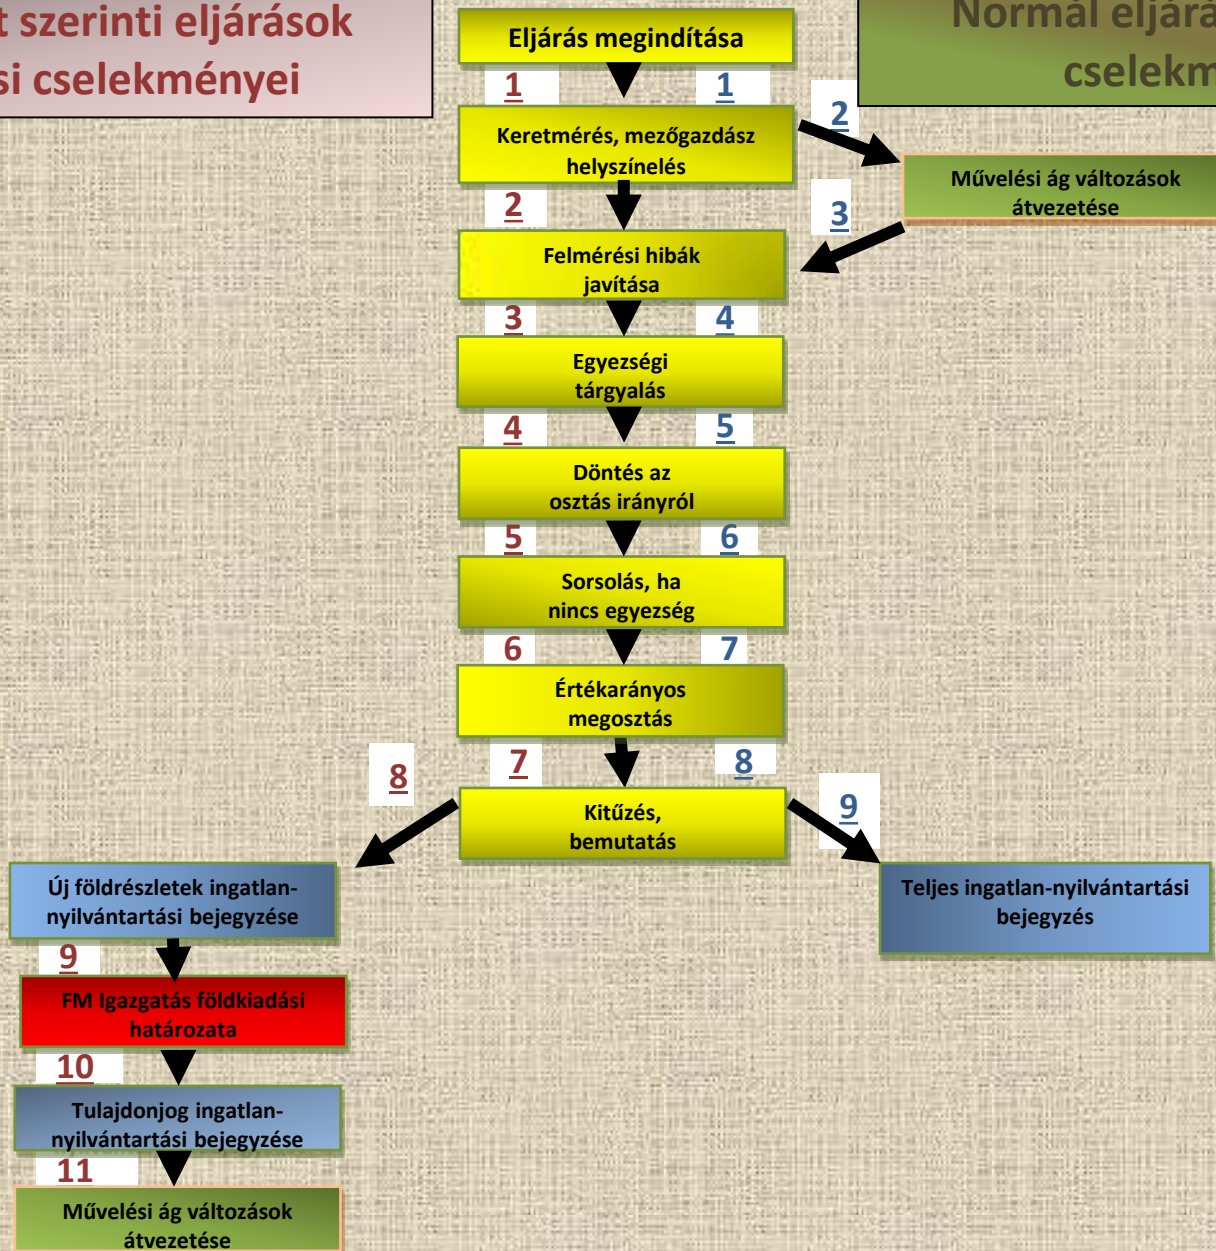 t szerinti eljárások
si cselekményei
Normál eljárá
cselekm
Eljárás megindítása
1 1
2
Keretmérés, mezőgazdász
helyszínelés
Művelési ág változások
átvezetése
2
3
Felmérési hibák
javítása
3 4
Egyezségi
tárgyalás
4 5
Döntés az
osztás irányról
5 6
Sorsolás, ha
nincs egyezség
6 7
Értékarányos
megosztás
7 8
8
9
Kitűzés,
bemutatás
Új földrészletek ingatlan-
nyilvántartási bejegyzése
Teljes ingatlan-nyilvántartási
bejegyzés
9
FM Igazgatás földkiadási
határozata
10
Tulajdonjog ingatlan-
nyilvántartási bejegyzése
11
Művelési ág változások
átvezetése